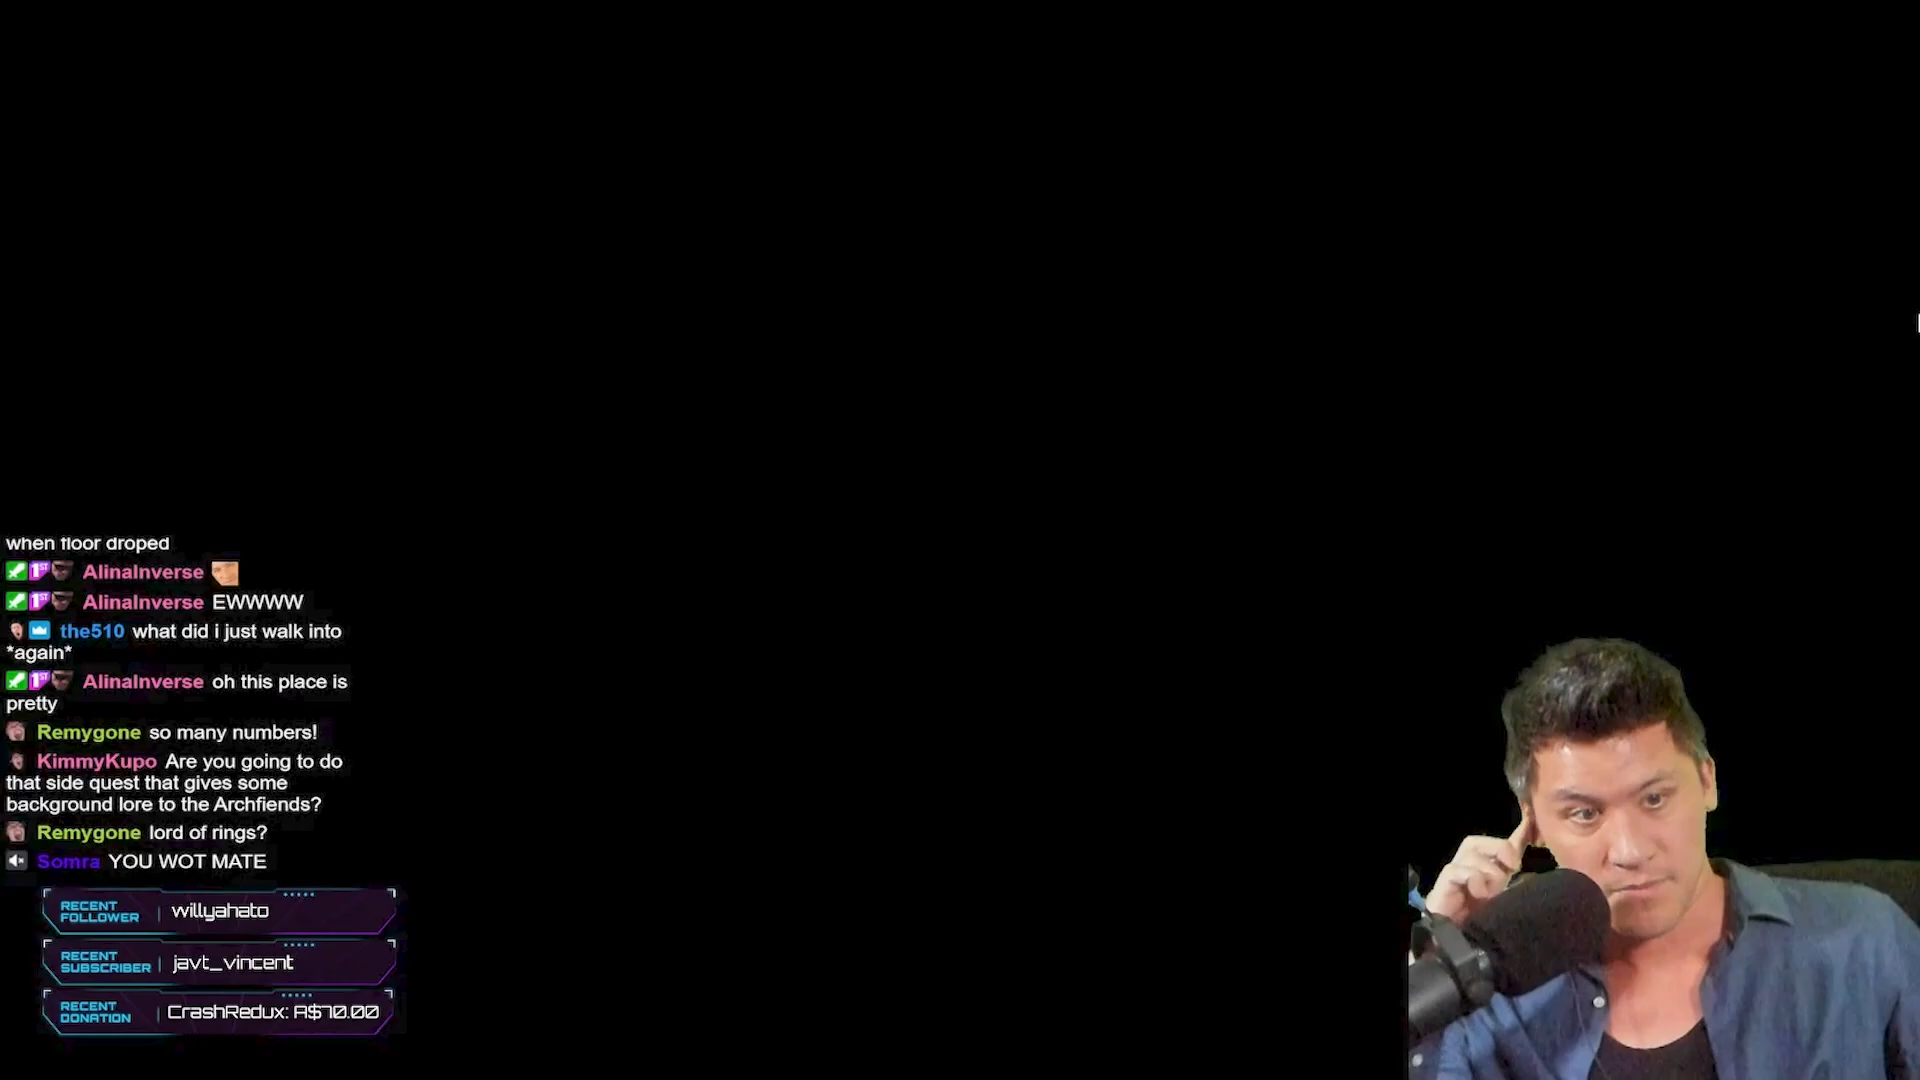 when floor droped
AlinaInverse
AlinaInverse EWWWW
the510 what did i just walk into
*again*
AlinaInverse oh this place is
pretty
Remygone so many numbers!
KimmyKupo Are you going to do
that side quest that gives some
background lore to the Archfiends?
Remygone lord of rings?
Somra YOU WOT MATE
RECENT
FOLLOWER
willyahato
RECENT
SUBSCRIBER
javt_vincent
RECENT
DONATION
CrashRedux: A$70.00